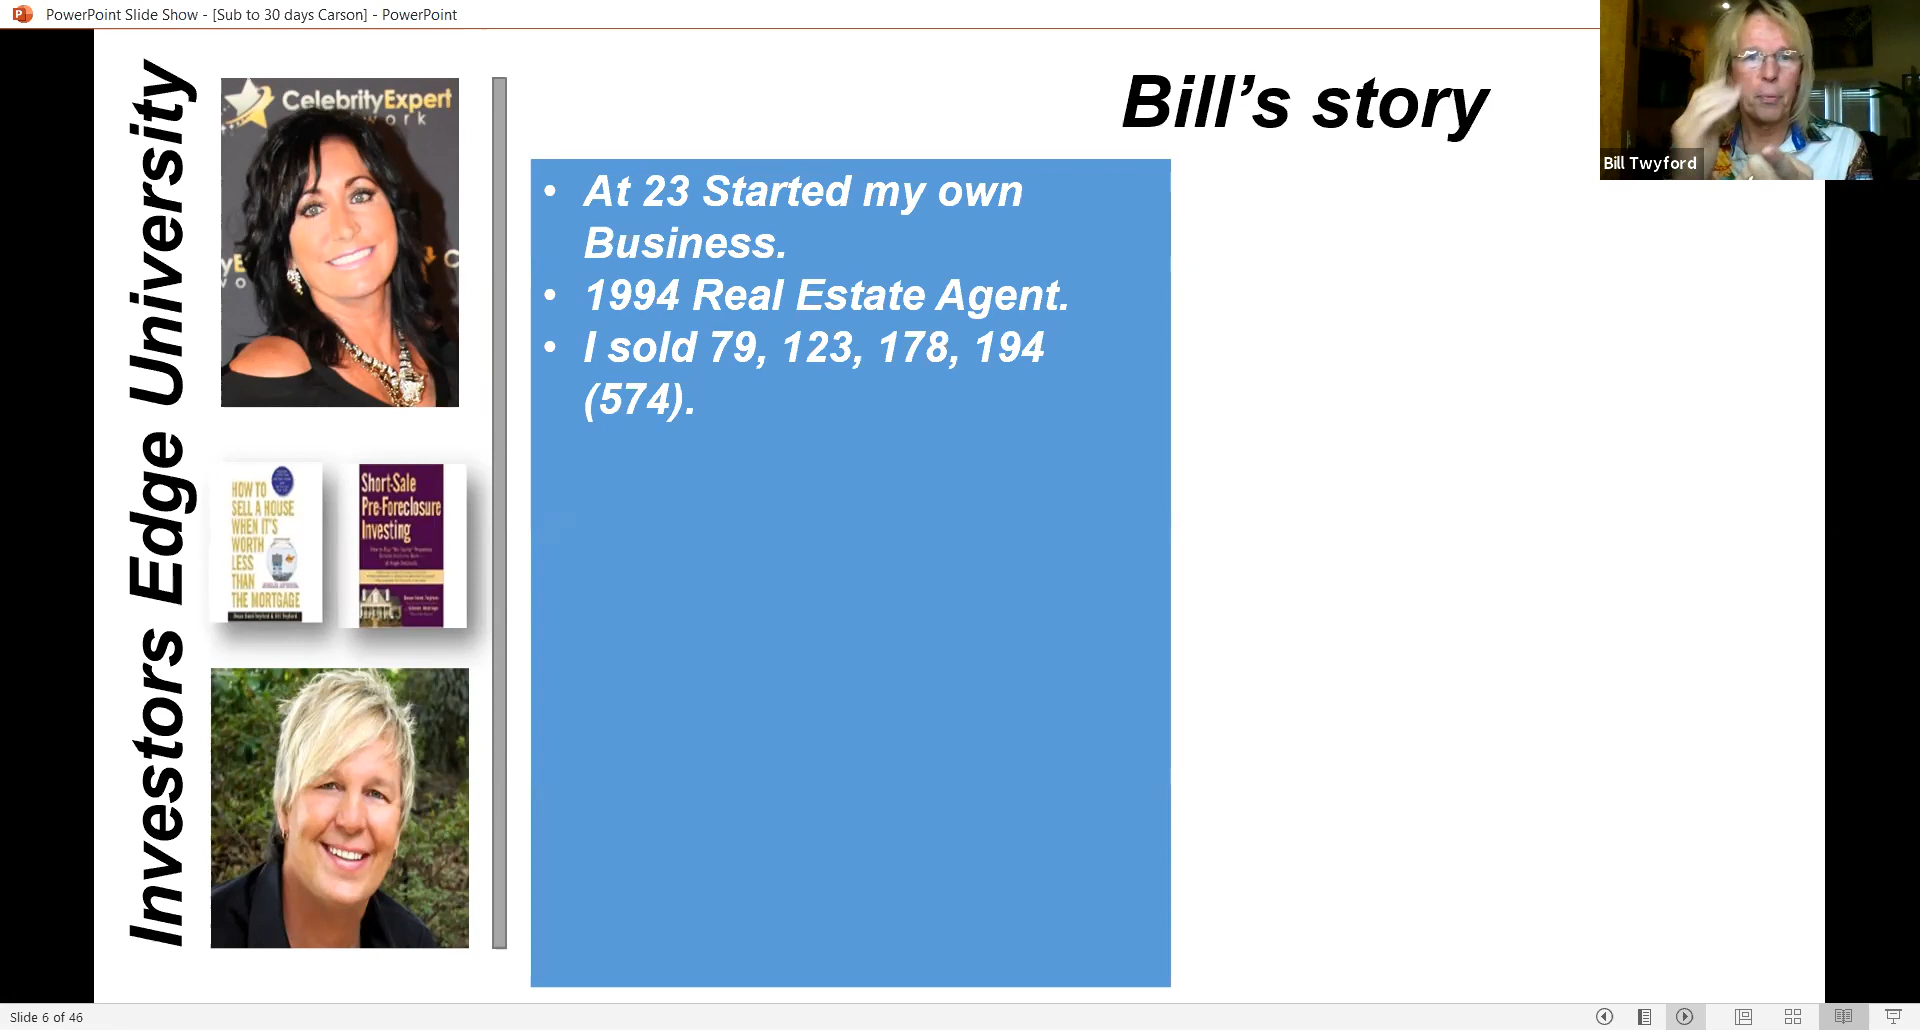 PowerPoint Slide Show - [Sub to 30 days Carson] - PowerPoint
Bill Twyford
Investors Edge University
CelebrityExpert
work
Bill’s story
• At 23 Started my own
Business.
• 1994 Real Estate Agent.
• I sold 79, 123, 178, 194
(574).
HOW TO
SELL A HOUSE
WHEN IT'S
WORTH
LESS
THAN
THE MORTGAGE
Short-Sale
Pre-Foreclosure
Investing
Slide 6 of 46